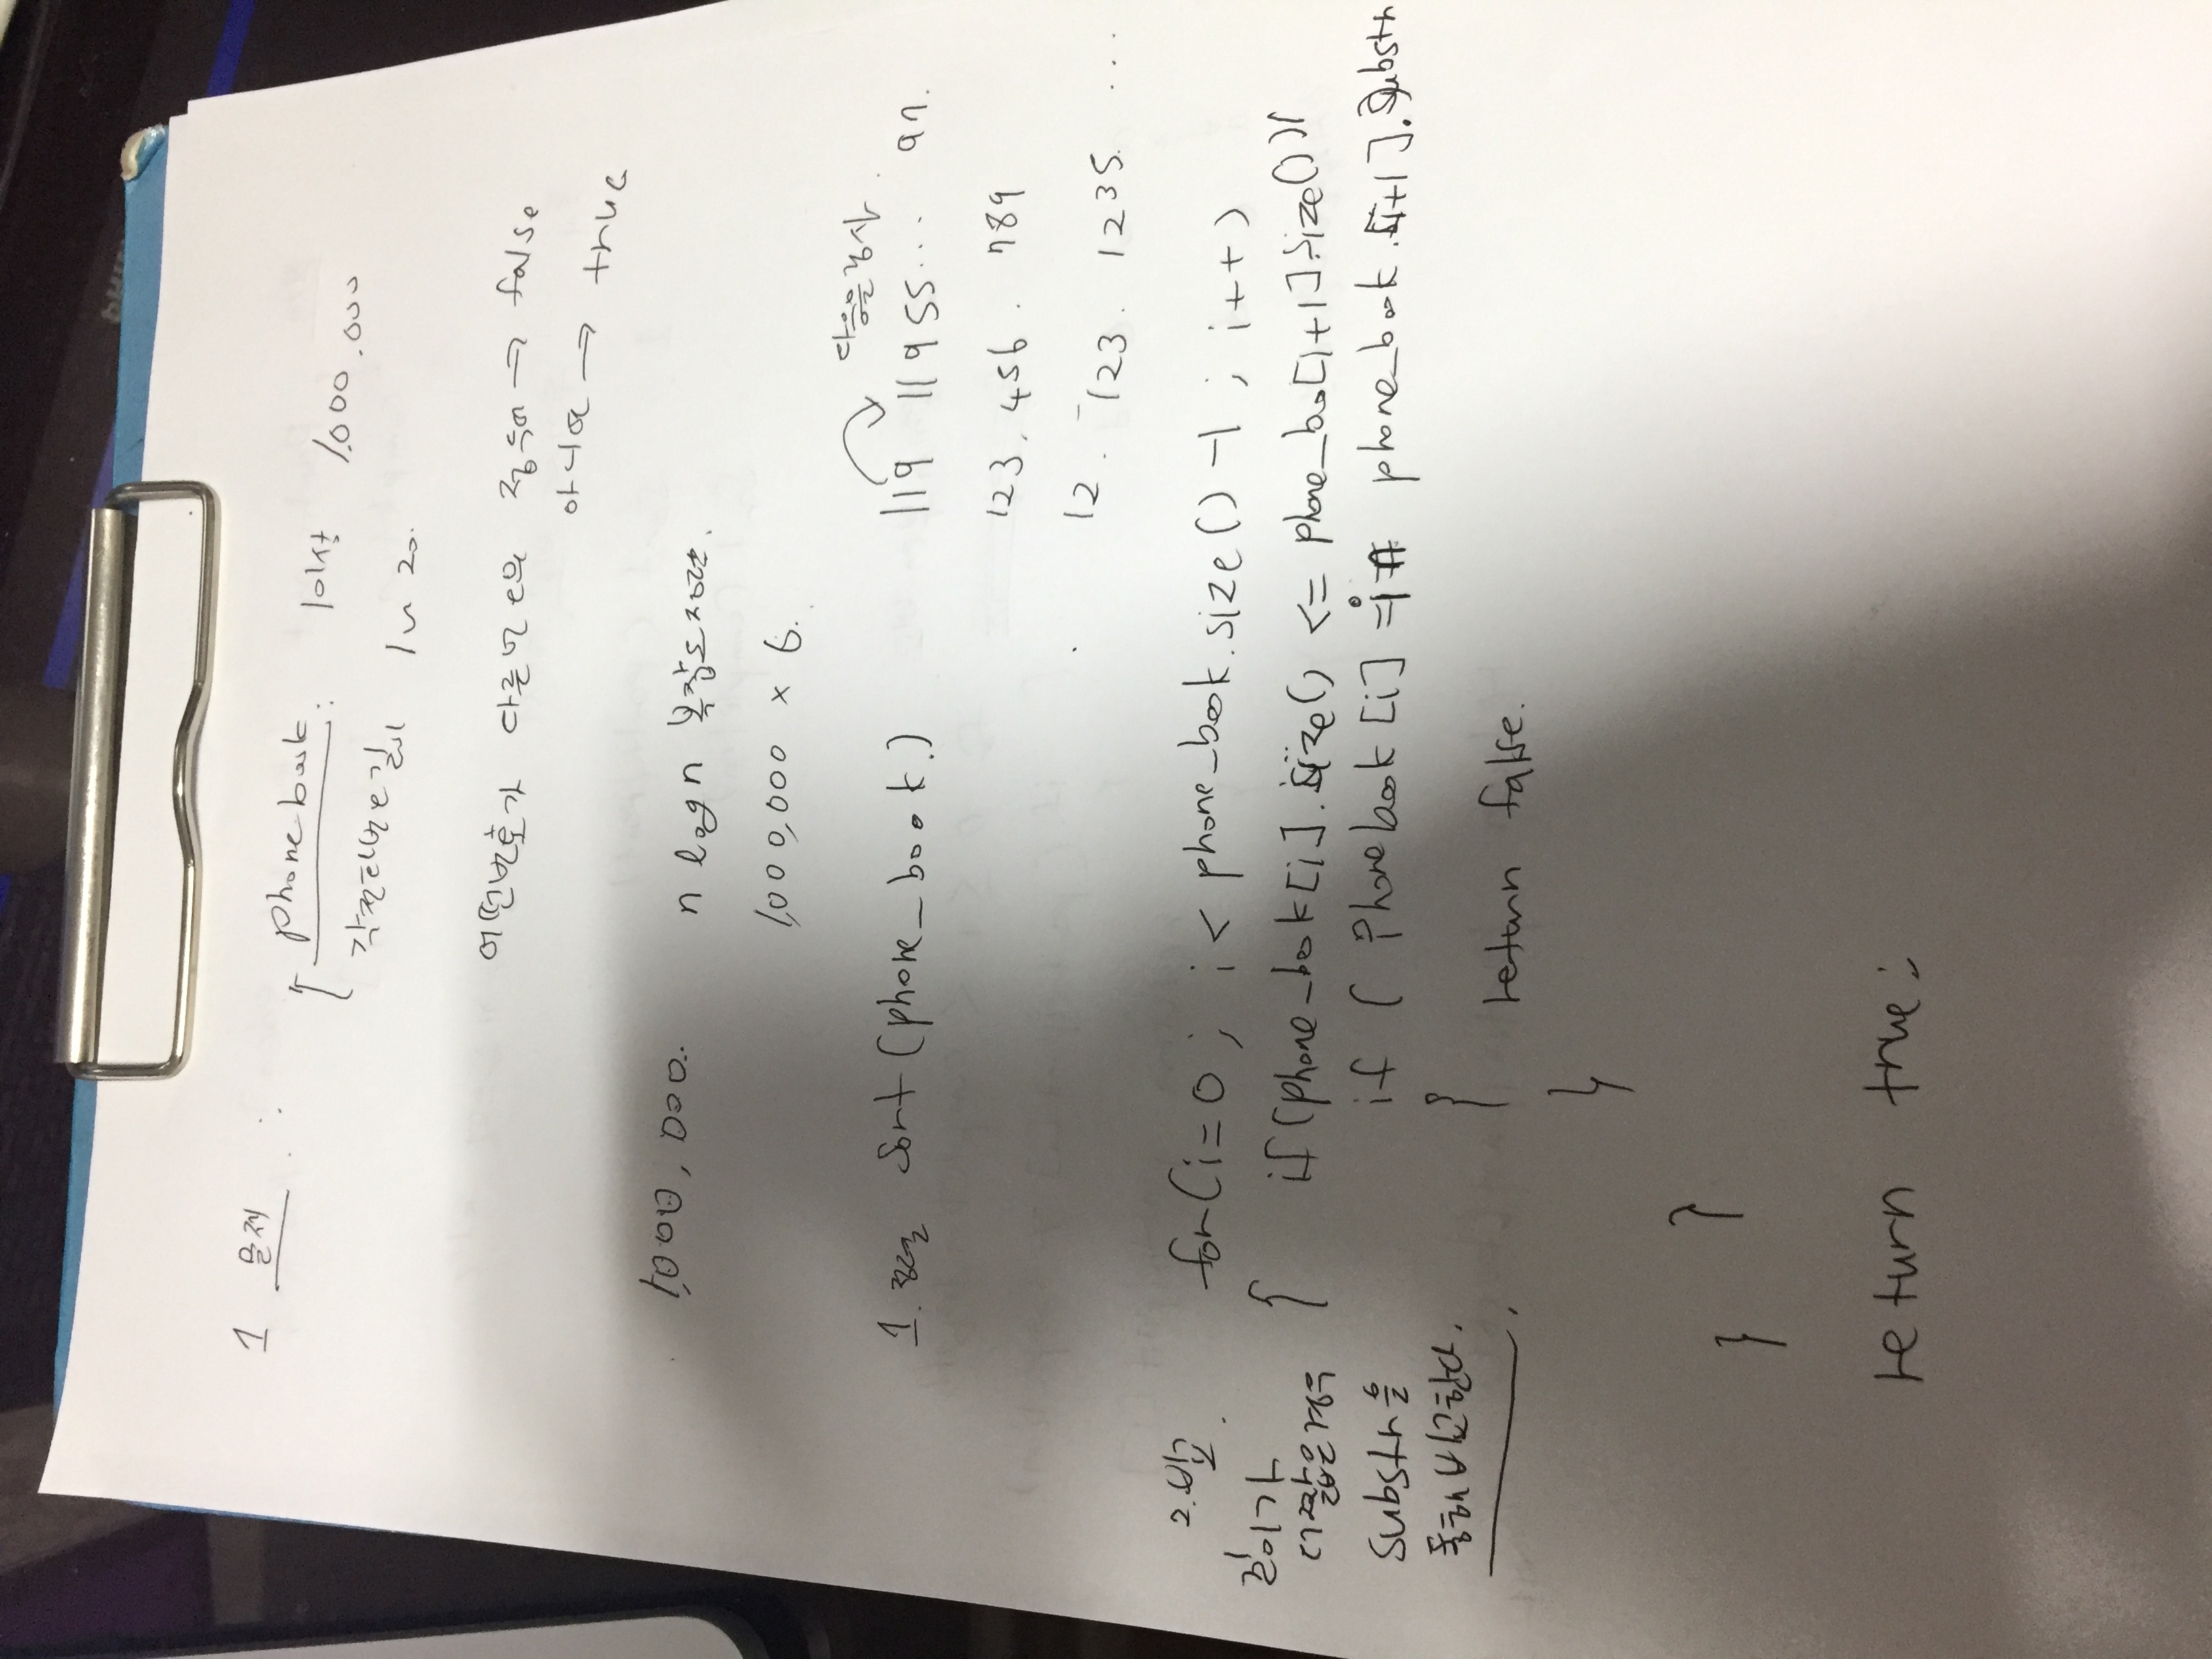 1 문제 :
phone book : 1이상 1,000,000
각 전화번호 길이 1~20.
어떤번호가 다른번호의 접두어 → false
아니요 → true
1,000,000.. n log n 복잡도
1,000,000 × 6.
다음을 검사.
1. 정렬 Sort (phone_book.) 119 11955... 97.
123, 456. 789
12. 123. 1235. ...
2. 비교. for(i=0 ; i < phone_book.size() -1 ; i++)
길이가 { if(phone_book[i].size() <= phone_bo[i+1].size()){
더짧은경우
substr을 if ( Phonebook[i] == phone_book.[i+1].Substr
통해 비교한다. {
return false.
}
}
}
return true;